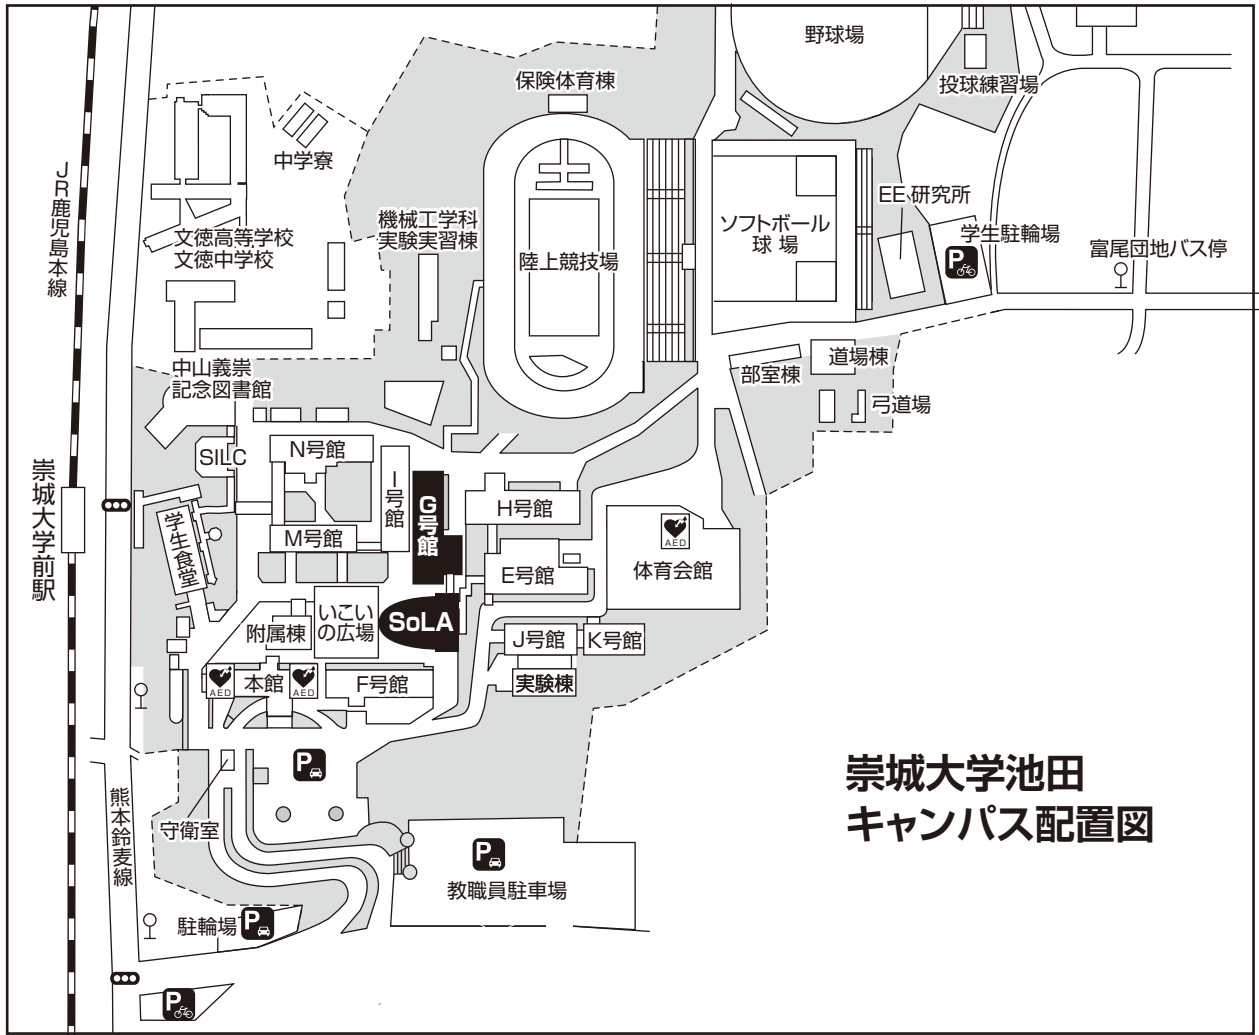 野球場
保険体育棟
投球練習場
中学寮
JR鹿児島本線
EE研究所
機械工学科
実験実習棟
ソフトボール
球場
文徳高等学校
文徳中学校
陸上競技場
学生駐輪場
P
富尾団地バス停
中山義崇
記念図書館
部室棟
道場棟
弓道場
SILC
N号館
I号館
G号館
H号館
崇城大学前駅
学生食堂
M号館
E号館
AED
体育会館
いこい
の広場
SoLA
附属棟
J号館
K号館
AED
本館
AED
F号館
実験棟
P
崇城大学池田
キャンパス配置図
熊本鈴麦線
守衛室
P
教職員駐車場
駐輪場
P
P